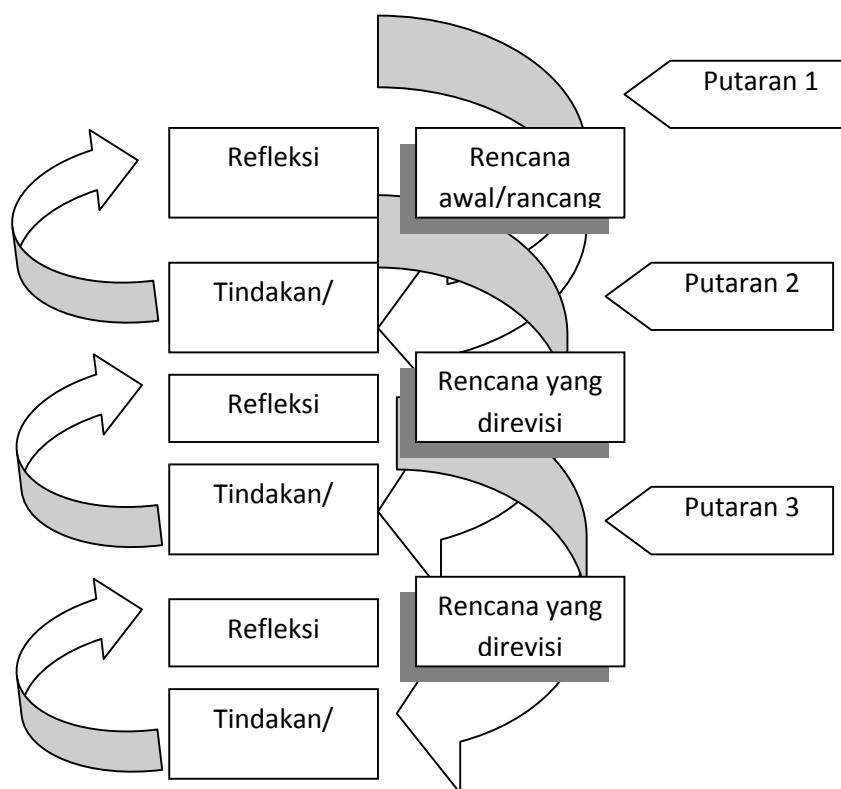 Putaran 1
Refleksi
Rencana
awal/rancang
Putaran 2
Tindakan/
Rencana yang
direvisi
Refleksi
Putaran 3
Tindakan/
Rencana yang
direvisi
Refleksi
Tindakan/